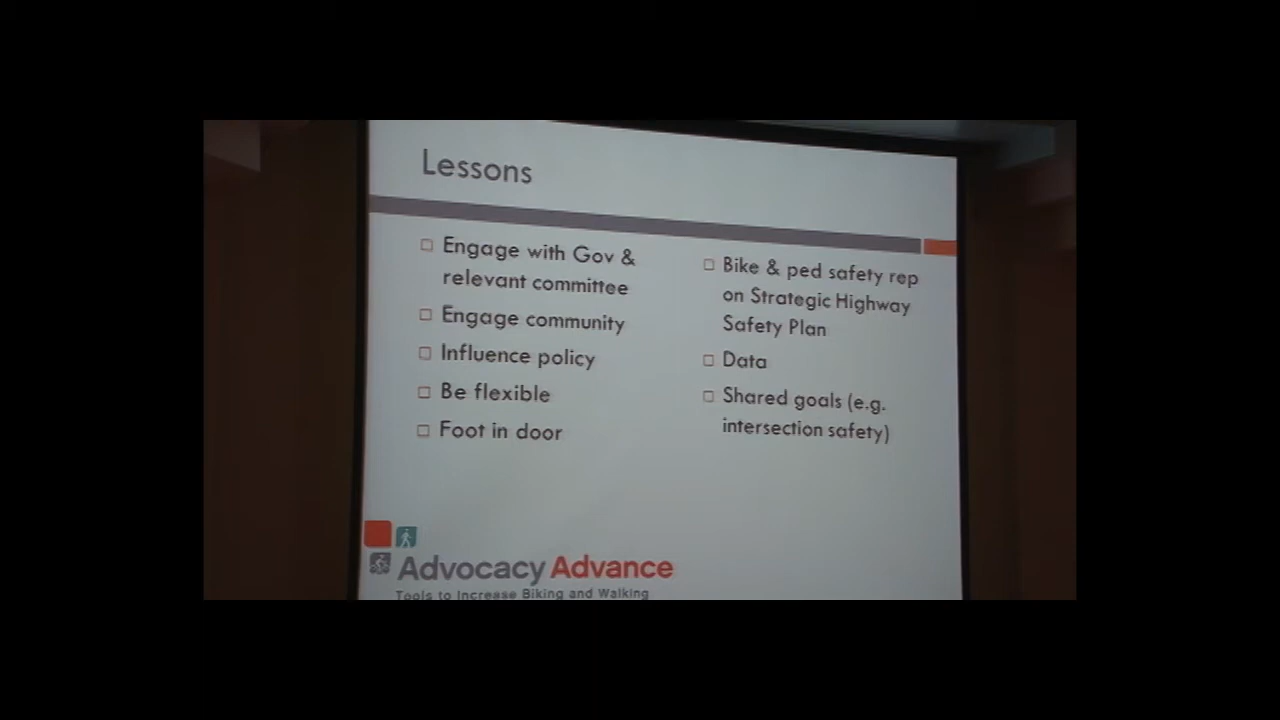 Lessons
Engage with Gov &
relevant committee
Engage community
Influence policy
Be flexible
Foot in door
Bike & ped safety rep
on Strategic Highway
Safety Plan
Data
Shared goals (e.g.
intersection safety)
Advocacy Advance
Tools to Increase Biking and Walking